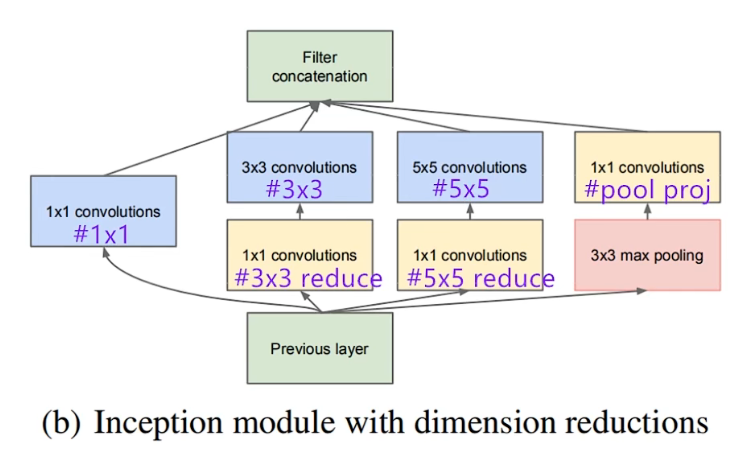 Filter
concatenation
3x3 convolutions
#3x3
5x5 convolutions
#5x5
1x1 convolutions
#pool proj
1x1 convolutions
#1x1
1x1 convolutions
#3x3 reduce
1x1 convolutions
#5x5 reduce
3x3 max pooling
Previous layer
(b) Inception module with dimension reductions